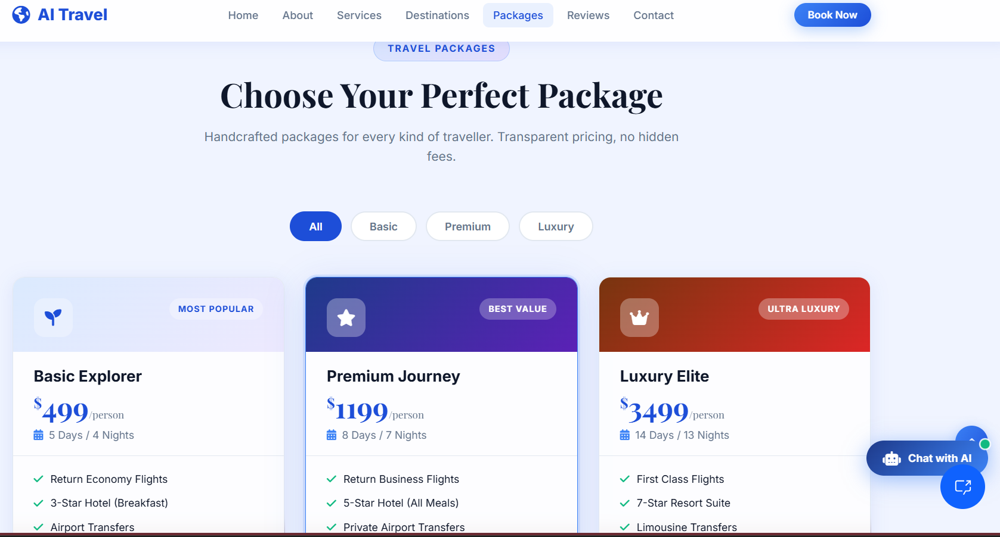 AI Travel
Home
About
Services
Destinations
Packages
Reviews
Contact
Book Now
TRAVEL PACKAGES
Choose Your Perfect Package
Handcrafted packages for every kind of traveller. Transparent pricing, no hidden
fees.
All
Basic
Premium
Luxury
MOST POPULAR
Basic Explorer
$499/person
5 Days / 4 Nights
Return Economy Flights
3-Star Hotel (Breakfast)
Airport Transfers
BEST VALUE
Premium Journey
$1199/person
8 Days / 7 Nights
Return Business Flights
5-Star Hotel (All Meals)
Private Airport Transfers
ULTRA LUXURY
Luxury Elite
$3499/person
14 Days / 13 Nights
First Class Flights
7-Star Resort Suite
Limousine Transfers
Chat with AI